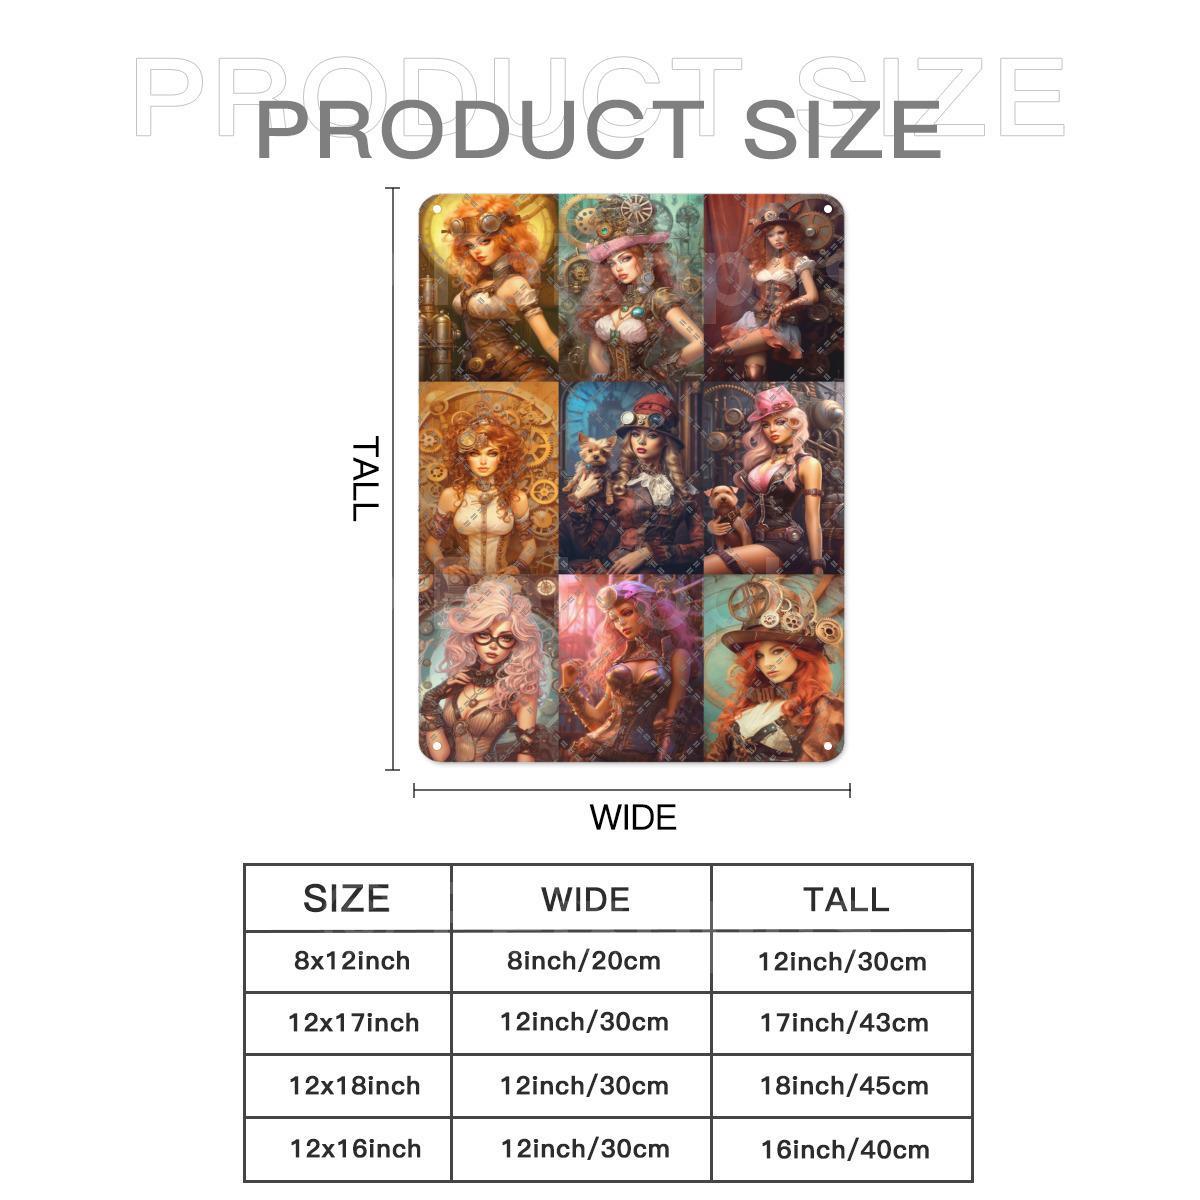 PRODUCT SIZE
PRODUCT SIZE
TALL
WIDE
SIZE WIDE TALL
8x12inch 8inch/20cm 12inch/30cm
12x17inch 12inch/30cm 17inch/43cm
12x18inch 12inch/30cm 18inch/45cm
12x16inch 12inch/30cm 16inch/40cm